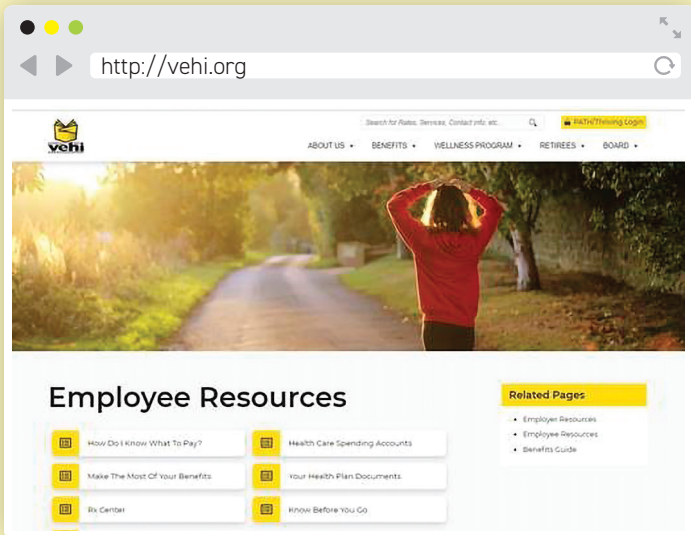 http://vehi.org
Search for Rates, Services, Contact info, etc.
PATH/Thriving Login
vehi
ABOUT US
BENEFITS
WELLNESS PROGRAM
RETIREES
BOARD
Employee Resources
How Do I Know What To Pay?
Health Care Spending Accounts
Make The Most Of Your Benefits
Your Health Plan Documents
Rx Center
Know Before You Go
Related Pages
Employer Resources
Employee Resources
Benefits Guide